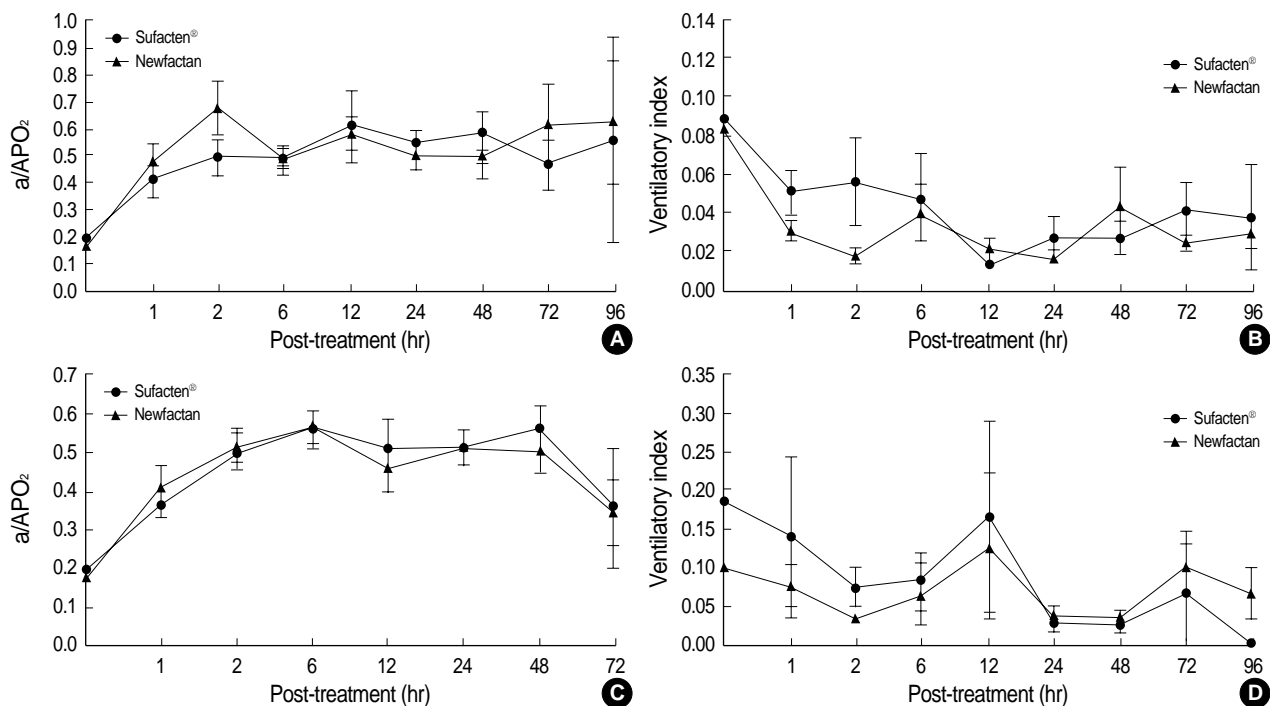 1.0
0.9
0.8
0.7
0.6
0.5
0.4
0.3
0.2
0.1
0.0
a/APO₂
Sufacten®
Newfactan
1 2 6 12 24 48 72 96
Post-treatment (hr)
A
0.14
0.12
0.10
0.08
0.06
0.04
0.02
0.00
Ventilatory index
Sufacten®
Newfactan
1 2 6 12 24 48 72 96
Post-treatment (hr)
B
0.7
0.6
0.5
0.4
0.3
0.2
0.1
0.0
a/APO₂
Sufacten®
Newfactan
1 2 6 12 24 48 72
Post-treatment (hr)
C
0.35
0.30
0.25
0.20
0.15
0.10
0.05
0.00
Ventilatory index
Sufacten®
Newfactan
1 2 6 12 24 48 72 96
Post-treatment (hr)
D